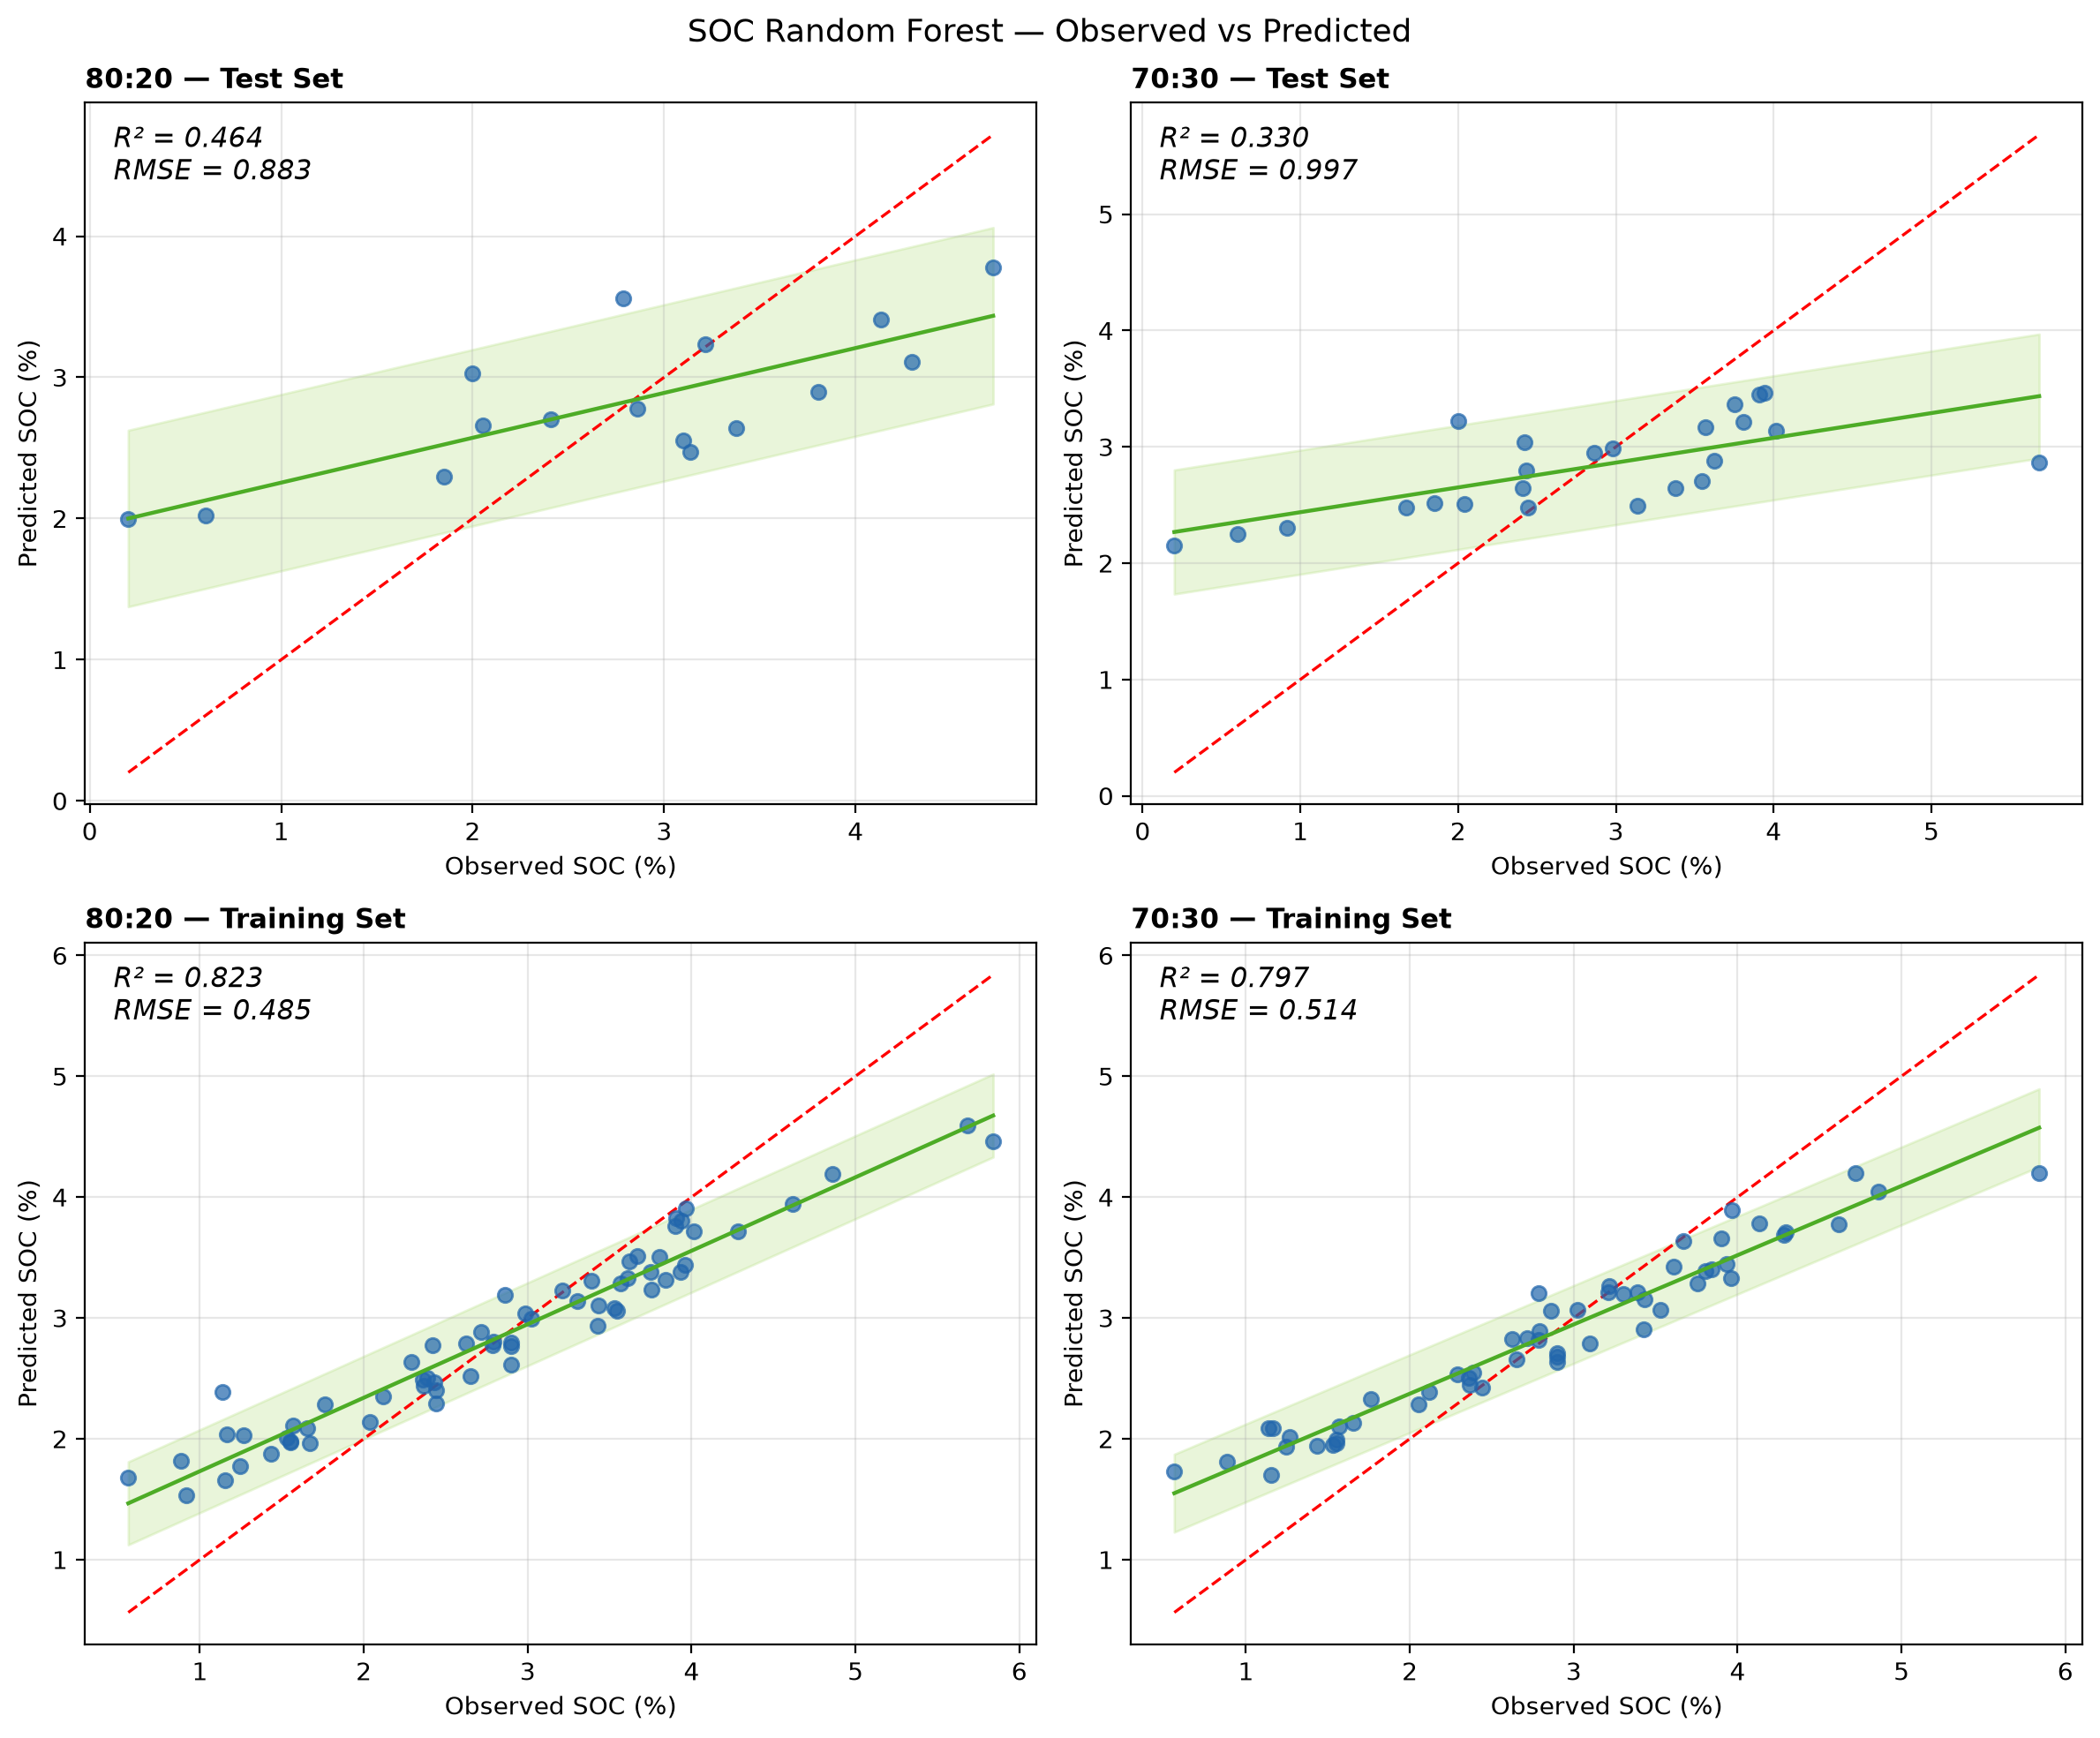 SOC Random Forest — Observed vs Predicted
80:20 — Test Set
R² = 0.464
RMSE = 0.883
4
3
2
1
0
Predicted SOC (%)
0 1 2 3 4
Observed SOC (%)
70:30 — Test Set
R² = 0.330
RMSE = 0.997
5
4
3
2
1
0
Predicted SOC (%)
0 1 2 3 4 5
Observed SOC (%)
80:20 — Training Set
R² = 0.823
RMSE = 0.485
6
5
4
3
2
1
Predicted SOC (%)
1 2 3 4 5 6
Observed SOC (%)
70:30 — Training Set
R² = 0.797
RMSE = 0.514
6
5
4
3
2
1
Predicted SOC (%)
1 2 3 4 5 6
Observed SOC (%)